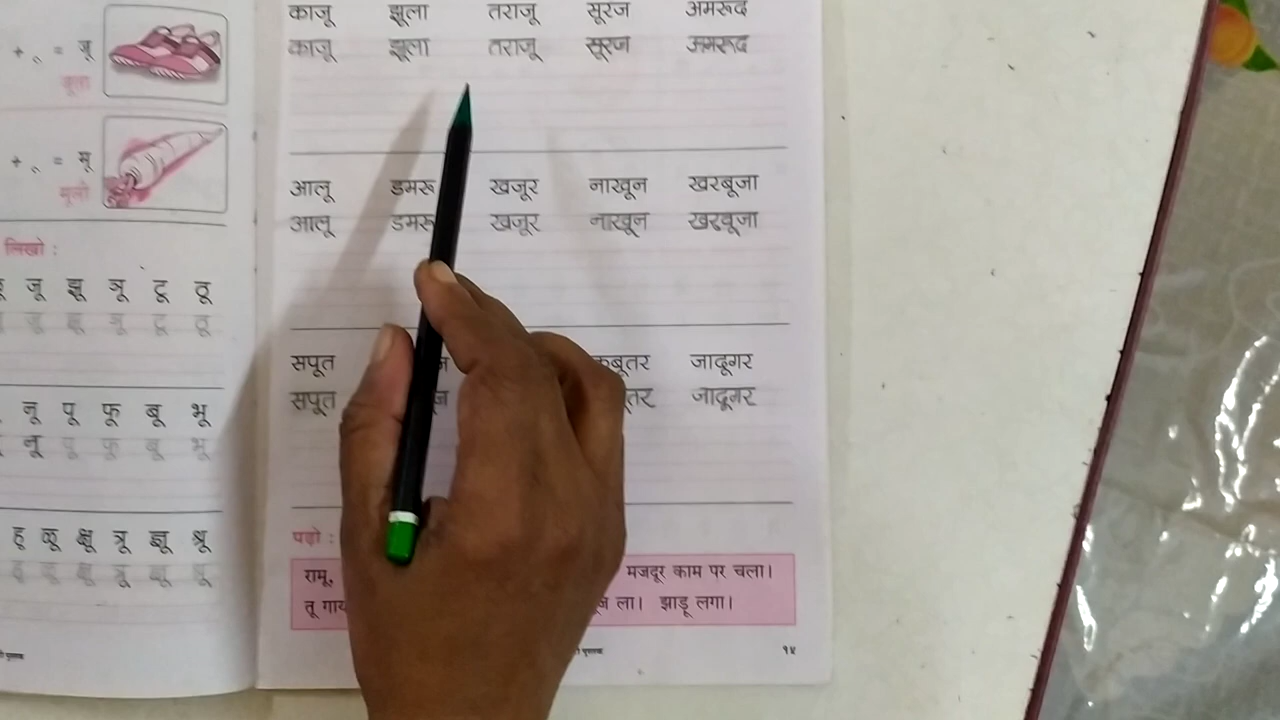 + ू = जू
जूता
+ ू = मू
मूली
लिखो :
जू झू ञू टू ठू
जू झू ञू टू ठू
नू पू फू बू भू
नू पू फू बू भू
हू ळू क्षू त्रू ज्ञू श्रू
काजू झूला तराजू सूरज अमरूद
काजू झूला तराजू सूरज अमरूद
आलू डमरू खजूर नाखून खरबूजा
आलू डमरू खजूर नाखून खरबूजा
सपूत कबूतर जादूगर
सपूत जादूगर
पढ़ो :
रामू, मजदूर काम पर चला।
तू ला। झाड़ू लगा।
१५